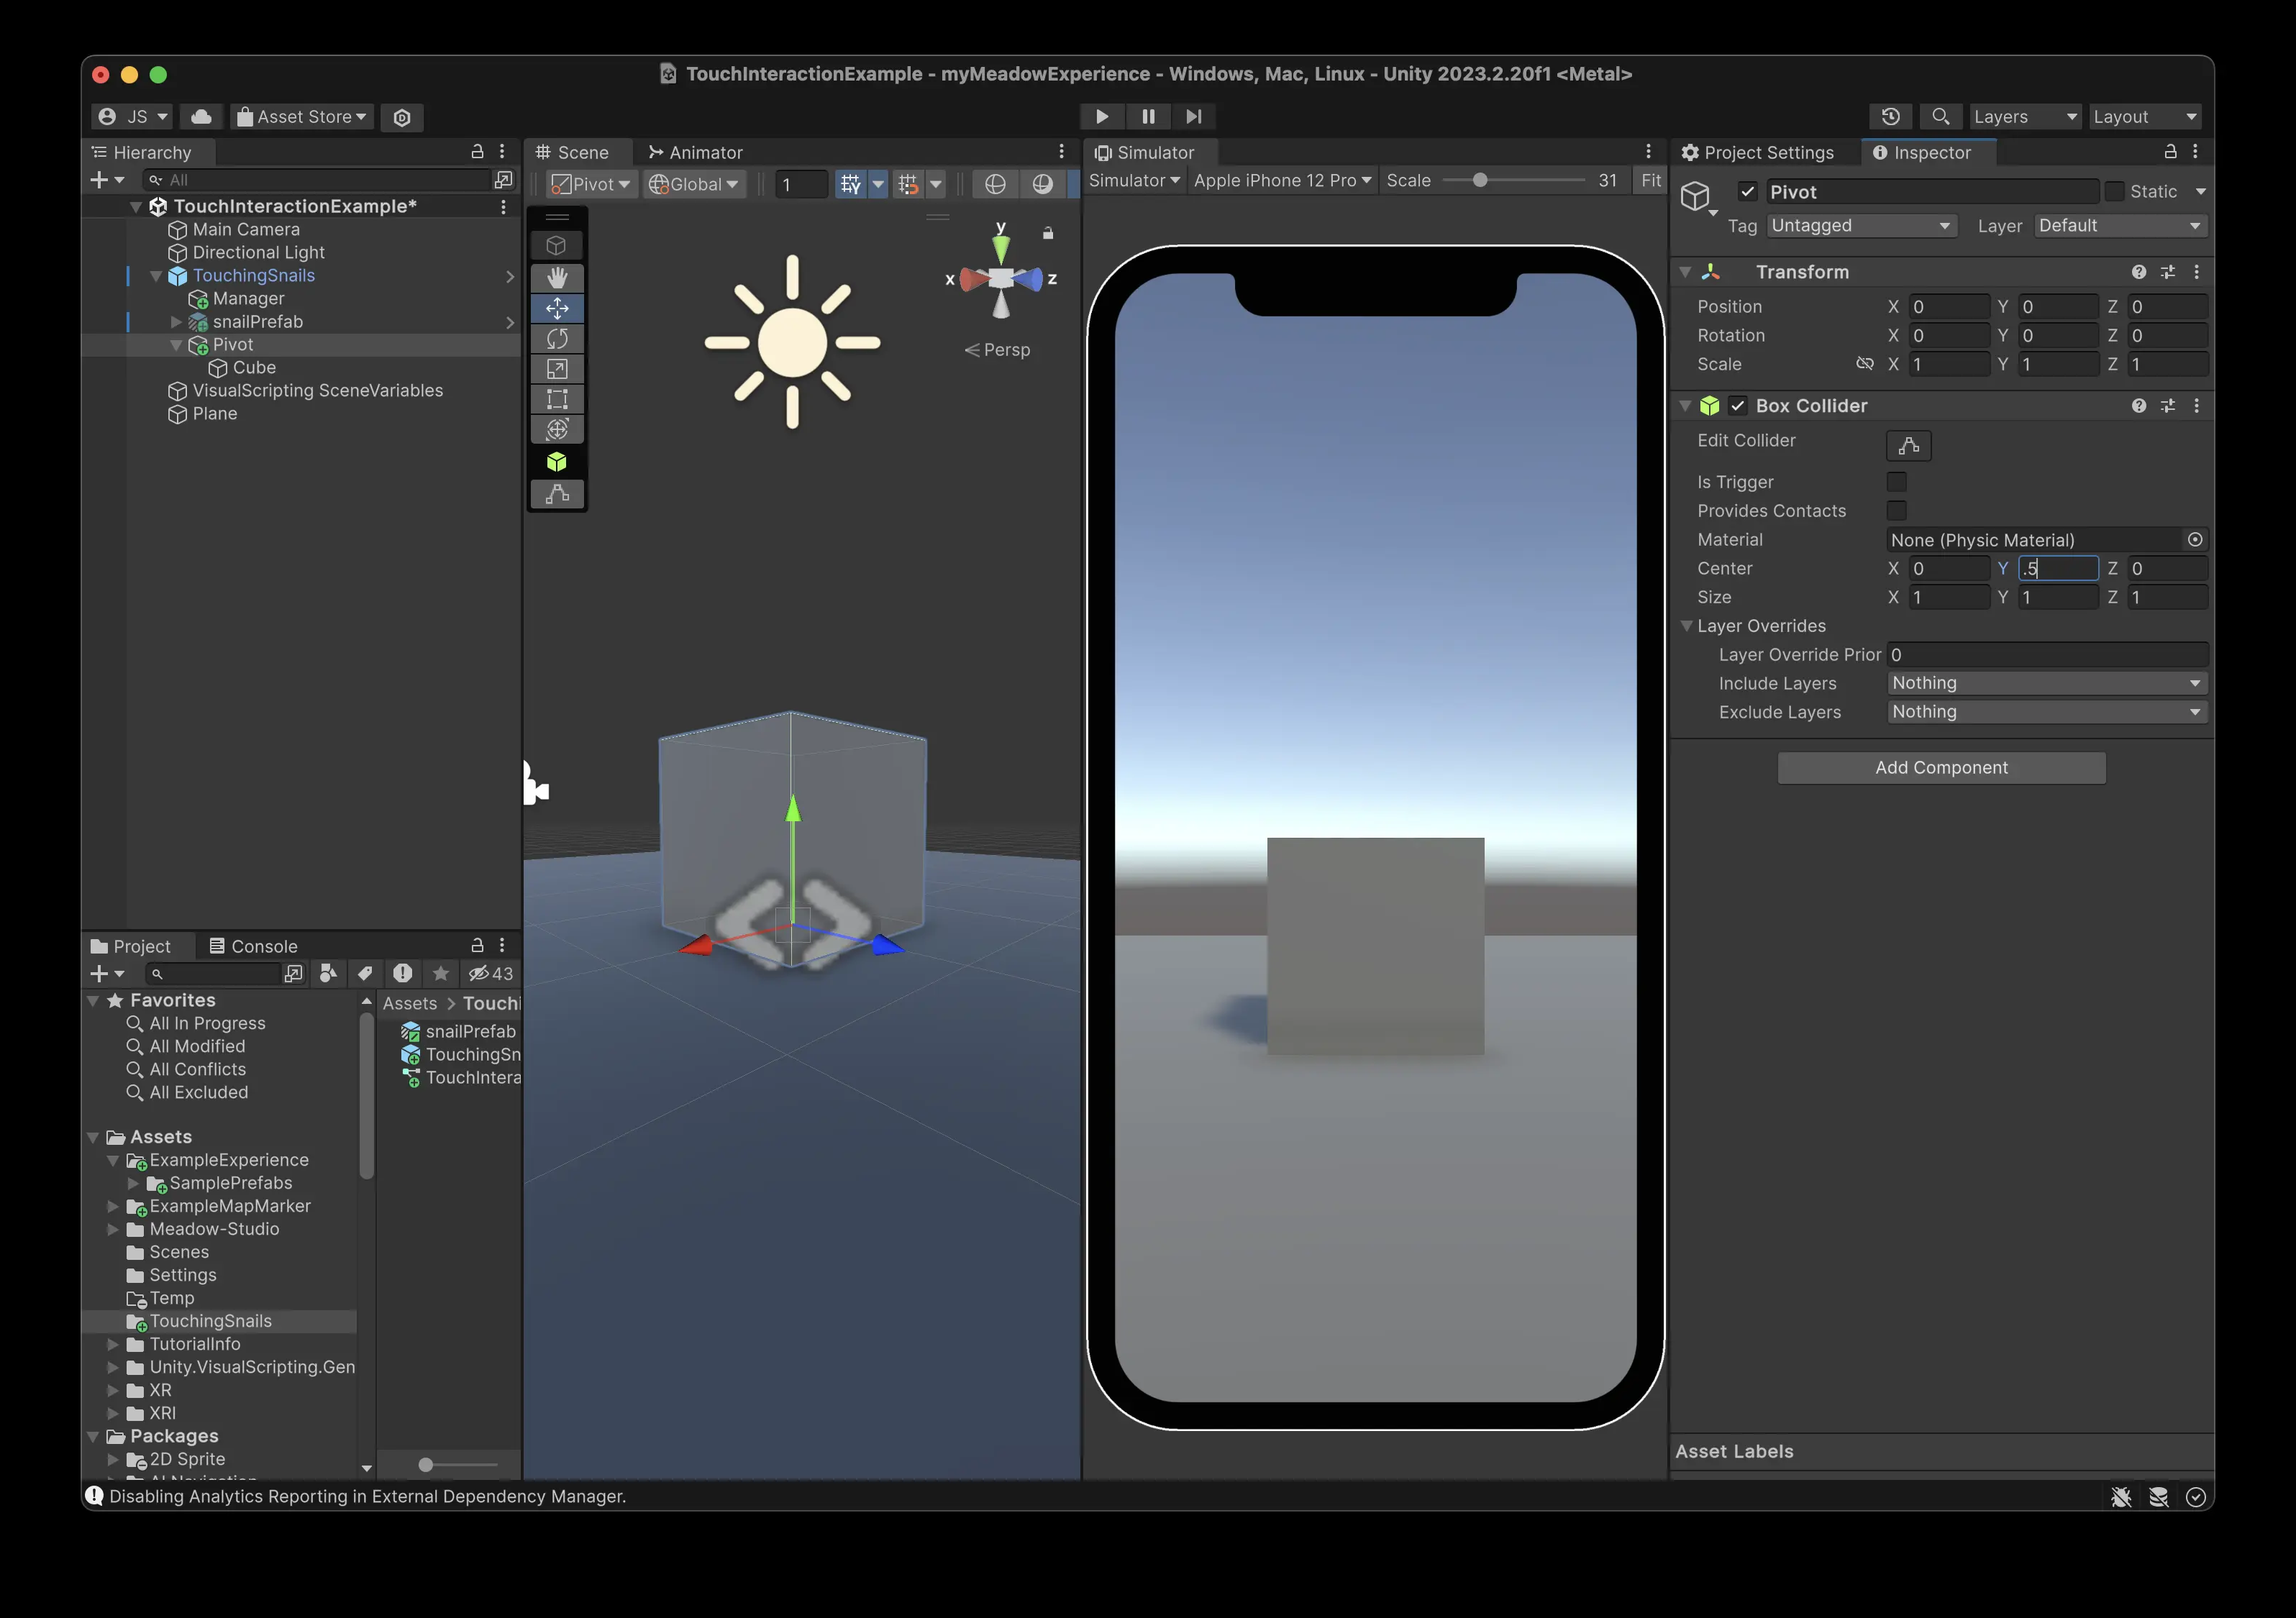 TouchInteractionExample - myMeadowExperience - Windows, Mac, Linux - Unity 2023.2.20f1 <Metal>
JS
Asset Store
Layers
Layout
Hierarchy
All
TouchInteractionExample*
Main Camera
Directional Light
TouchingSnails
Manager
snailPrefab
Pivot
Cube
VisualScripting SceneVariables
Plane
Scene
Animator
Pivot
Global
1
y
x
z
Persp
Simulator
Simulator
Apple iPhone 12 Pro
Scale
31
Fit
Project Settings
Inspector
Pivot
Static
Tag
Untagged
Layer
Default
Transform
Position X 0 Y 0 Z 0
Rotation X 0 Y 0 Z 0
Scale X 1 Y 1 Z 1
Box Collider
Edit Collider
Is Trigger
Provides Contacts
Material None (Physic Material)
Center X 0 Y .5 Z 0
Size X 1 Y 1 Z 1
Layer Overrides
Layer Override Prior 0
Include Layers Nothing
Exclude Layers Nothing
Add Component
Asset Labels
Project
Console
43
Favorites
All In Progress
All Modified
All Conflicts
All Excluded
Assets
ExampleExperience
SamplePrefabs
ExampleMapMarker
Meadow-Studio
Scenes
Settings
Temp
TouchingSnails
TutorialInfo
Unity.VisualScripting.Gen
XR
XRI
Packages
2D Sprite
Assets > Touchi
snailPrefab
TouchingSn
TouchIntera
Disabling Analytics Reporting in External Dependency Manager.